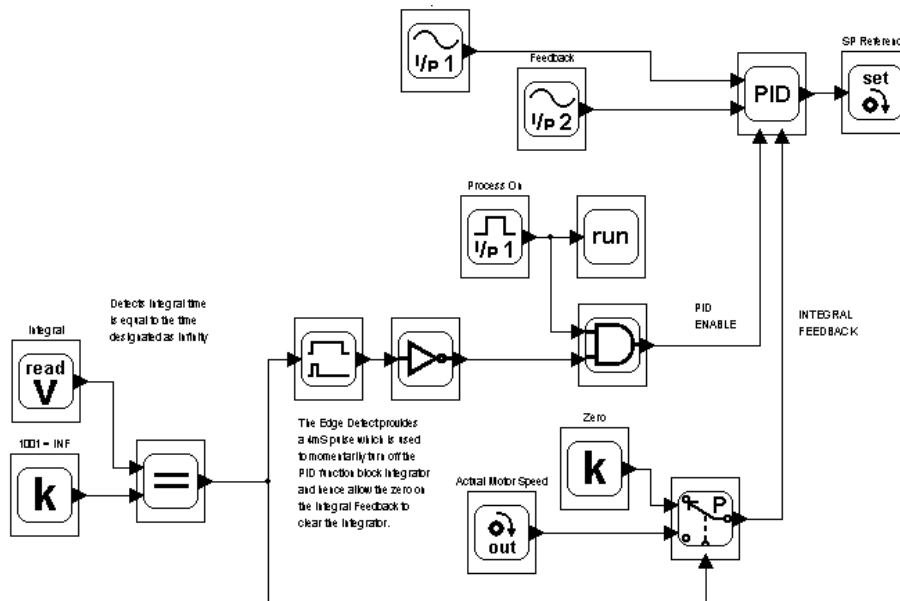 I/P 1
Feedback
I/P 2
PID
SP Reference
set
Process On
I/P 1
run
Detects Integral time
is equal to the time
designated as Infinity
PID
ENABLE
INTEGRAL
FEEDBACK
Integral
read
V
1001 = INF
k
=
The Edge Detect provides
a 4mS pulse which is used
to momentarily turn off the
PID function block integrator
and hence allow the zero on
the Integral Feedback to
clear the Integrator.
Zero
k
Actual Motor Speed
out
P